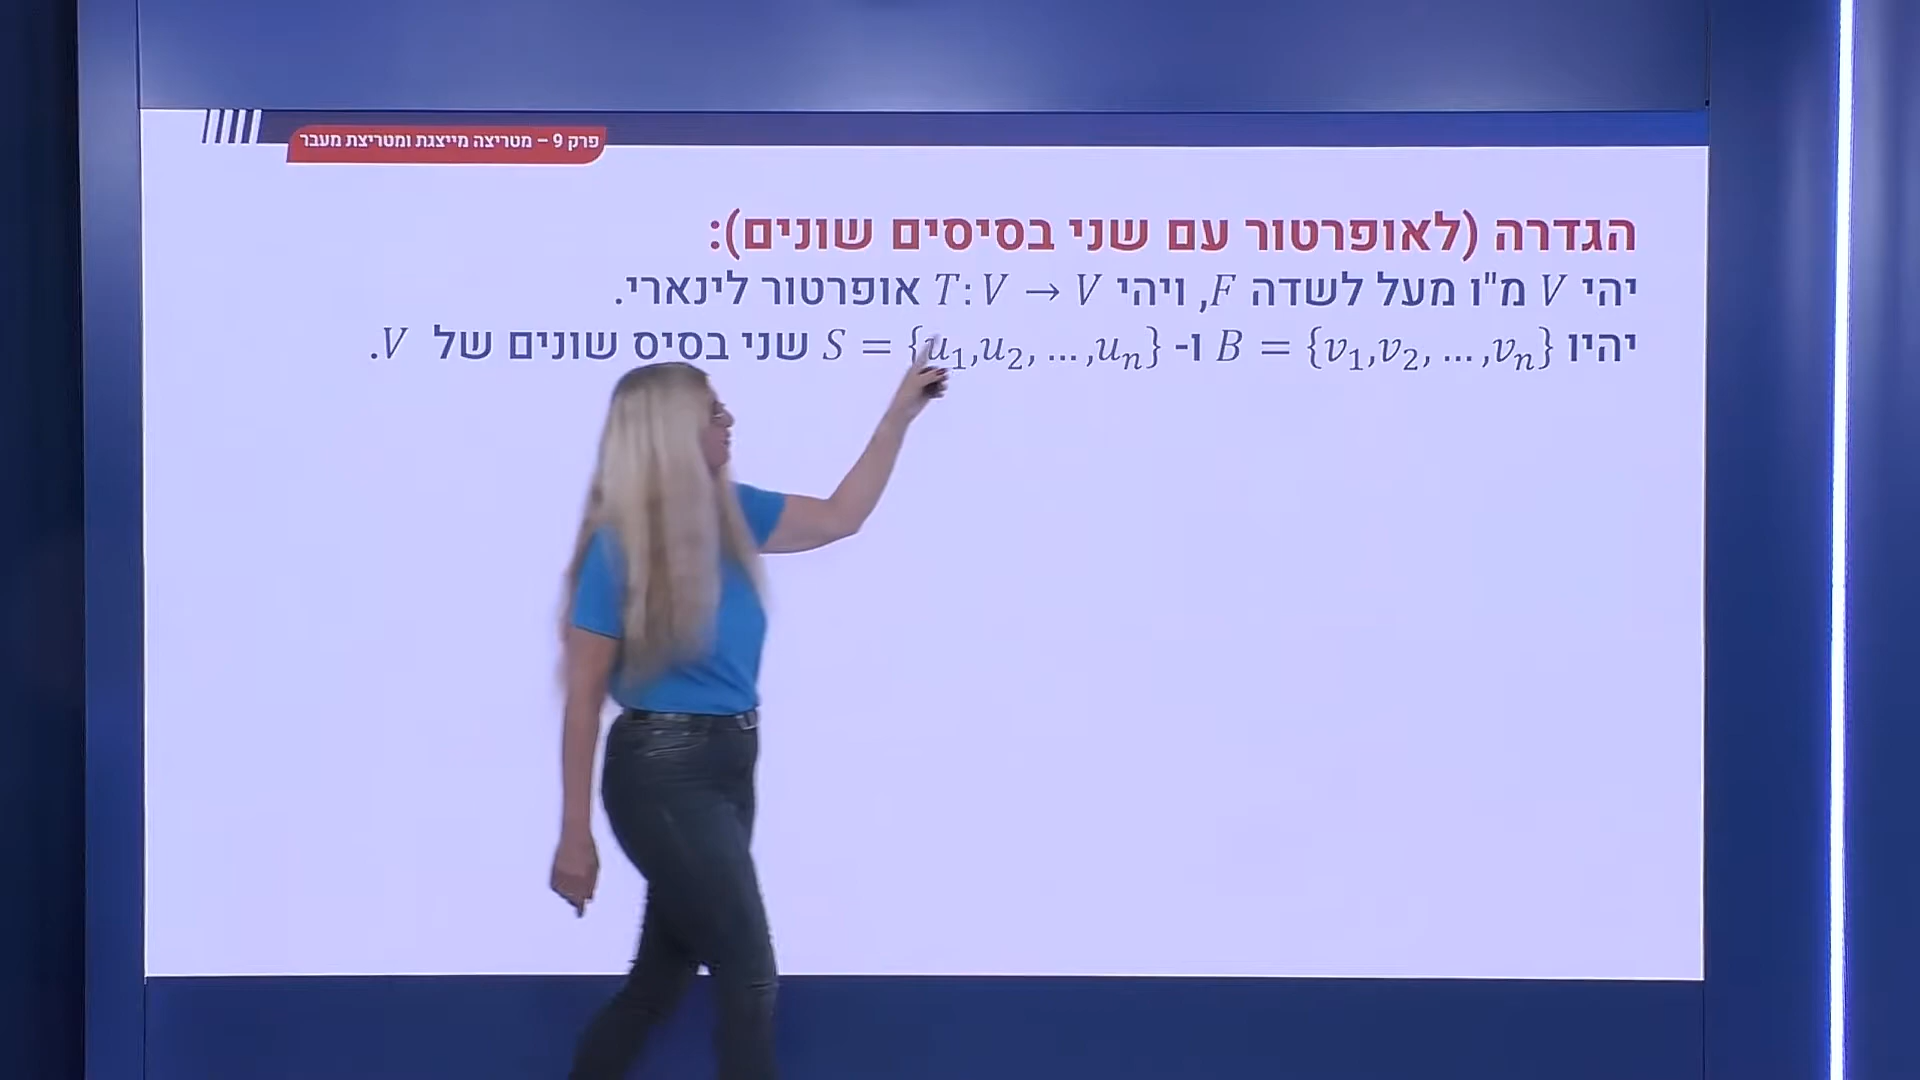 פרק 9 – מטריצה מייצגת ומטריצת מעבר
הגדרה (לאופרטור עם שני בסיסים שונים):
יהי V מ"ו מעל לשדה F, ויהי T: V → V אופרטור לינארי.
יהיו B = {v₁,v₂, … ,vₙ} ו- S = {u₁,u₂, … ,uₙ} שני בסיס שונים של V.